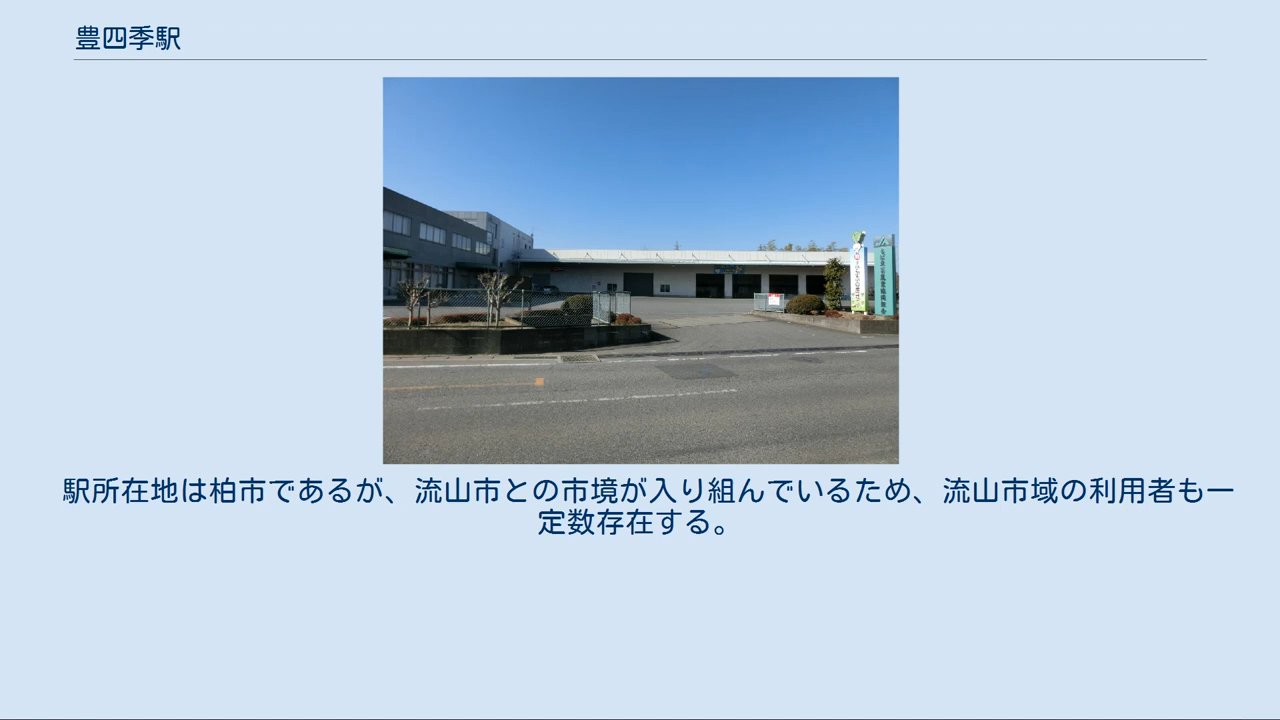 豊四季駅
駅所在地は柏市であるが、流山市との市境が入り組んでいるため、流山市域の利用者も一
定数存在する。